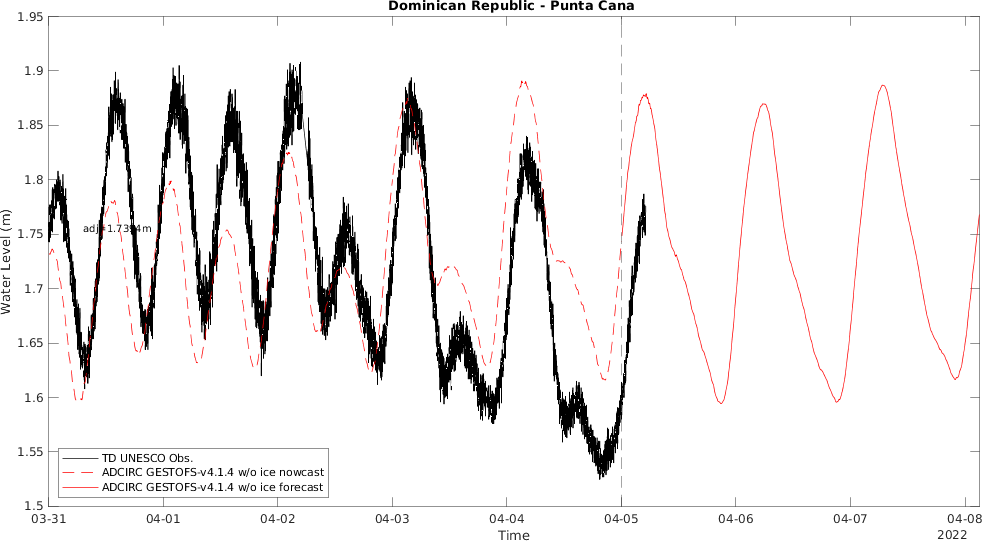 Dominican Republic - Punta Cana
1.95
1.9
1.85
1.8
1.75
1.7
1.65
1.6
1.55
1.5
Water Level (m)
TD UNESCO Obs.
ADCIRC GESTOFS-v4.1.4 w/o ice nowcast
ADCIRC GESTOFS-v4.1.4 w/o ice forecast
03-31 04-01 04-02 04-03 04-04 04-05 04-06 04-07 04-08
Time
2022